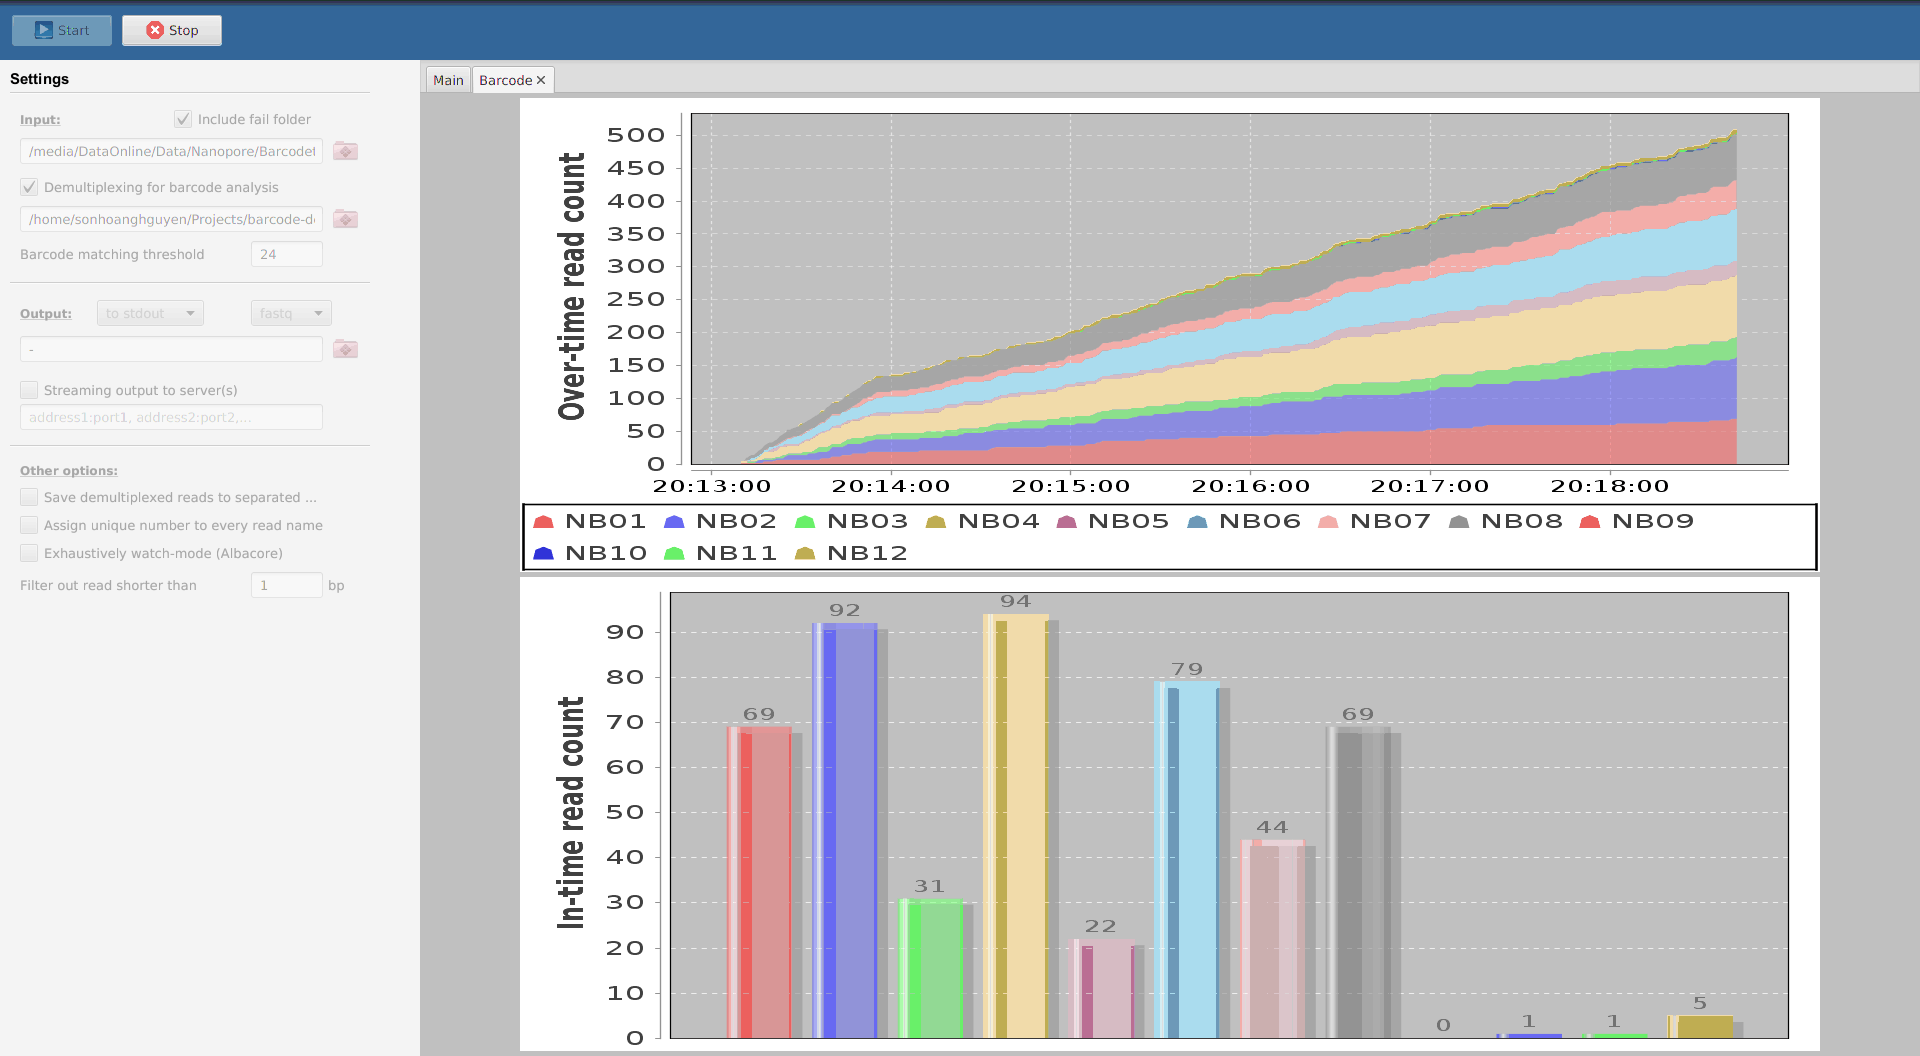 Start
Stop
Settings
Input:
Include fail folder
/media/DataOnline/Data/Nanopore/Barcodet
Demultiplexing for barcode analysis
/home/sonhoanghguyen/Projects/barcode-d
Barcode matching threshold
24
Output:
to stdout
fastq
-
Streaming output to server(s)
address1:port1, address2:port2,...
Other options:
Save demultiplexed reads to separated ...
Assign unique number to every read name
Exhaustively watch-mode (Albacore)
Filter out read shorter than
1
bp
Main
Barcode
Over-time read count
500
450
400
350
300
250
200
150
100
50
0
20:13:00 20:14:00 20:15:00 20:16:00 20:17:00 20:18:00
NB01 NB02 NB03 NB04 NB05 NB06 NB07 NB08 NB09
NB10 NB11 NB12
In-time read count
90
80
70
60
50
40
30
20
10
0
69 92 31 94 22 79 44 69 0 1 1 5